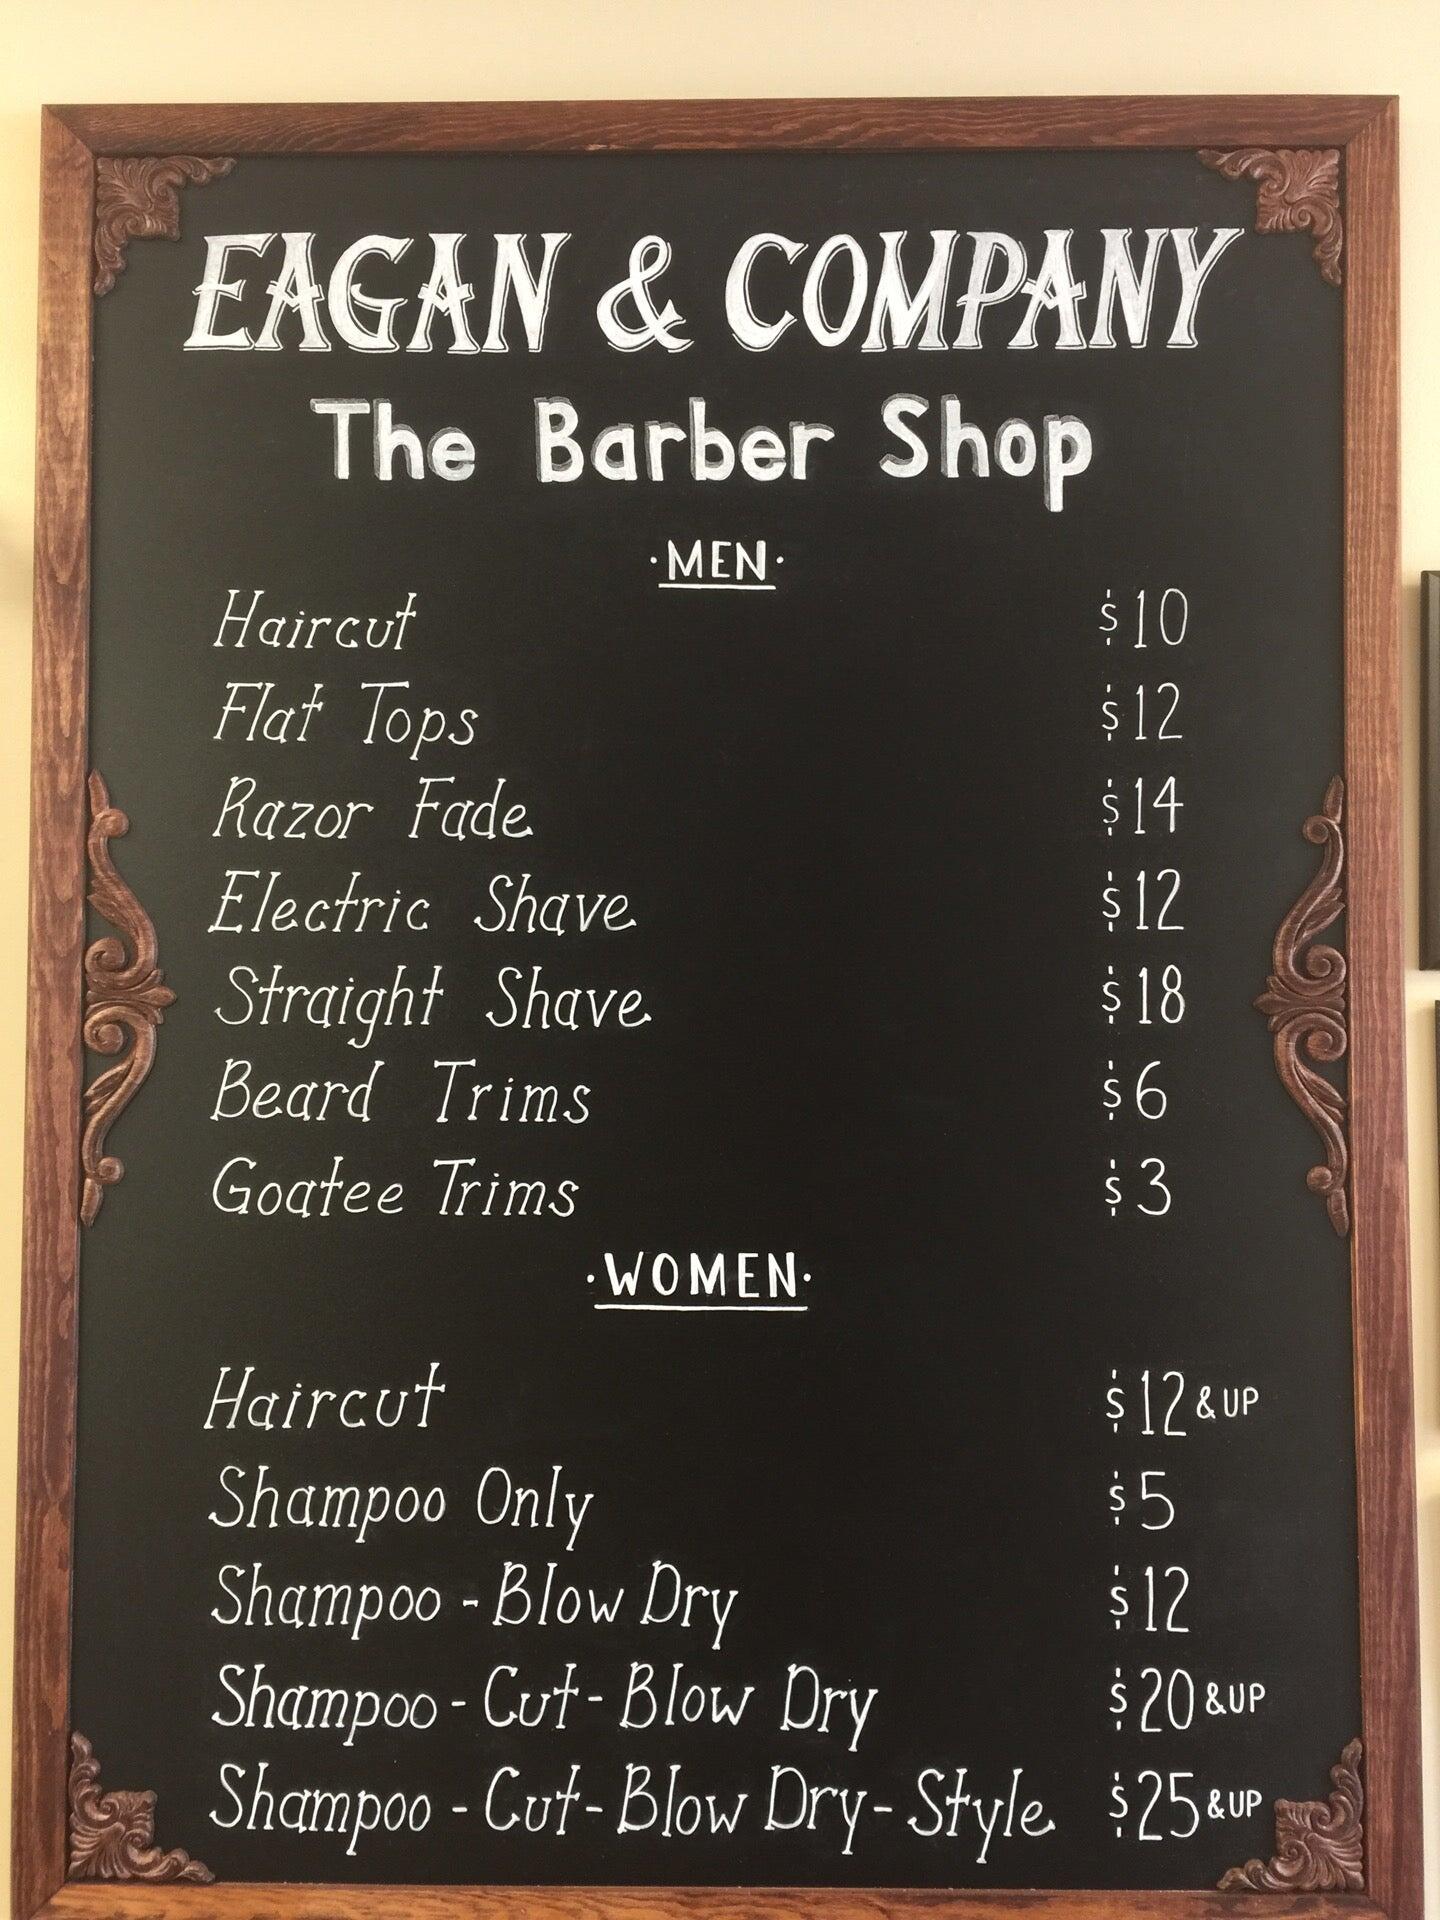 EAGAN & COMPANY
The Barber Shop
·MEN·
Haircut $10
Flat Tops $12
Razor Fade $14
Electric Shave $12
Straight Shave $18
Beard Trims $6
Goatee Trims $3
·WOMEN·
Haircut $12 & UP
Shampoo Only $5
Shampoo - Blow Dry $12
Shampoo - Cut - Blow Dry $20 & UP
Shampoo - Cut - Blow Dry - Style $25 & UP